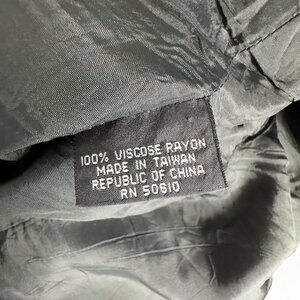 100% VISCOSE RAYON
MADE IN TAIWAN
REPUBLIC OF CHINA
RN 50610